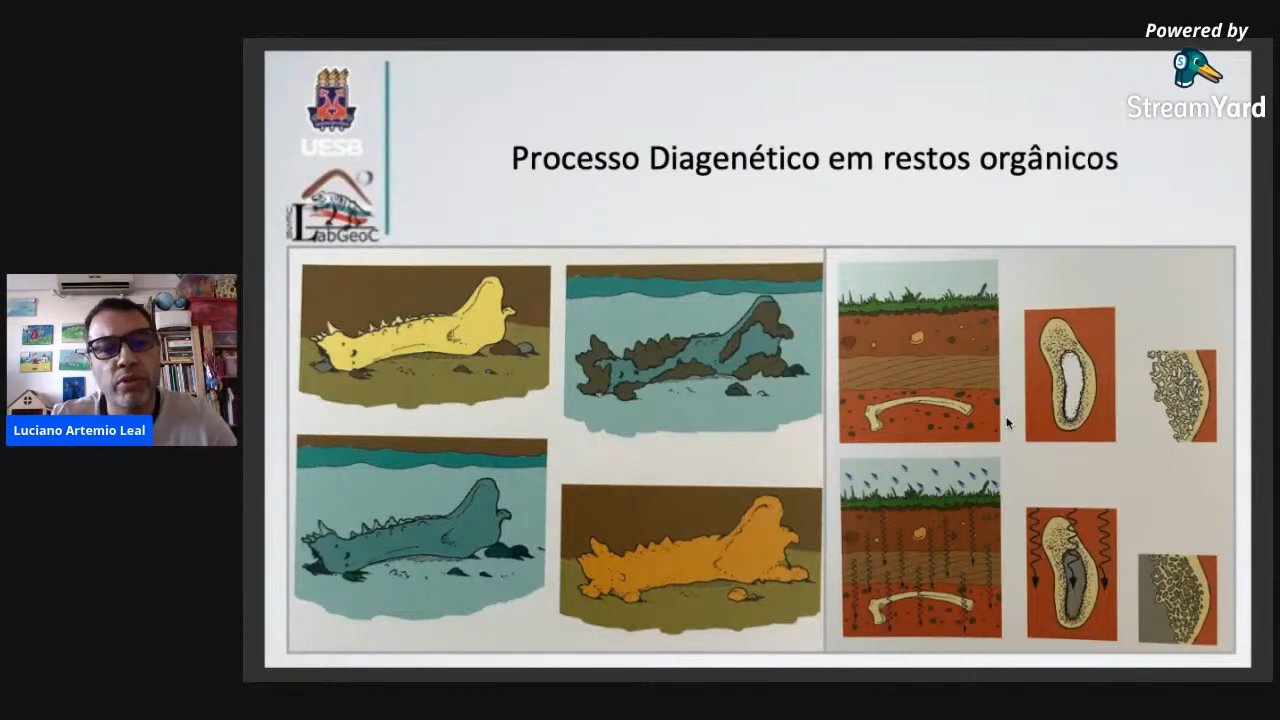 Powered by
StreamYard
UESB
Processo Diagenético em restos orgânicos
LabGeoC
Luciano Artemio Leal